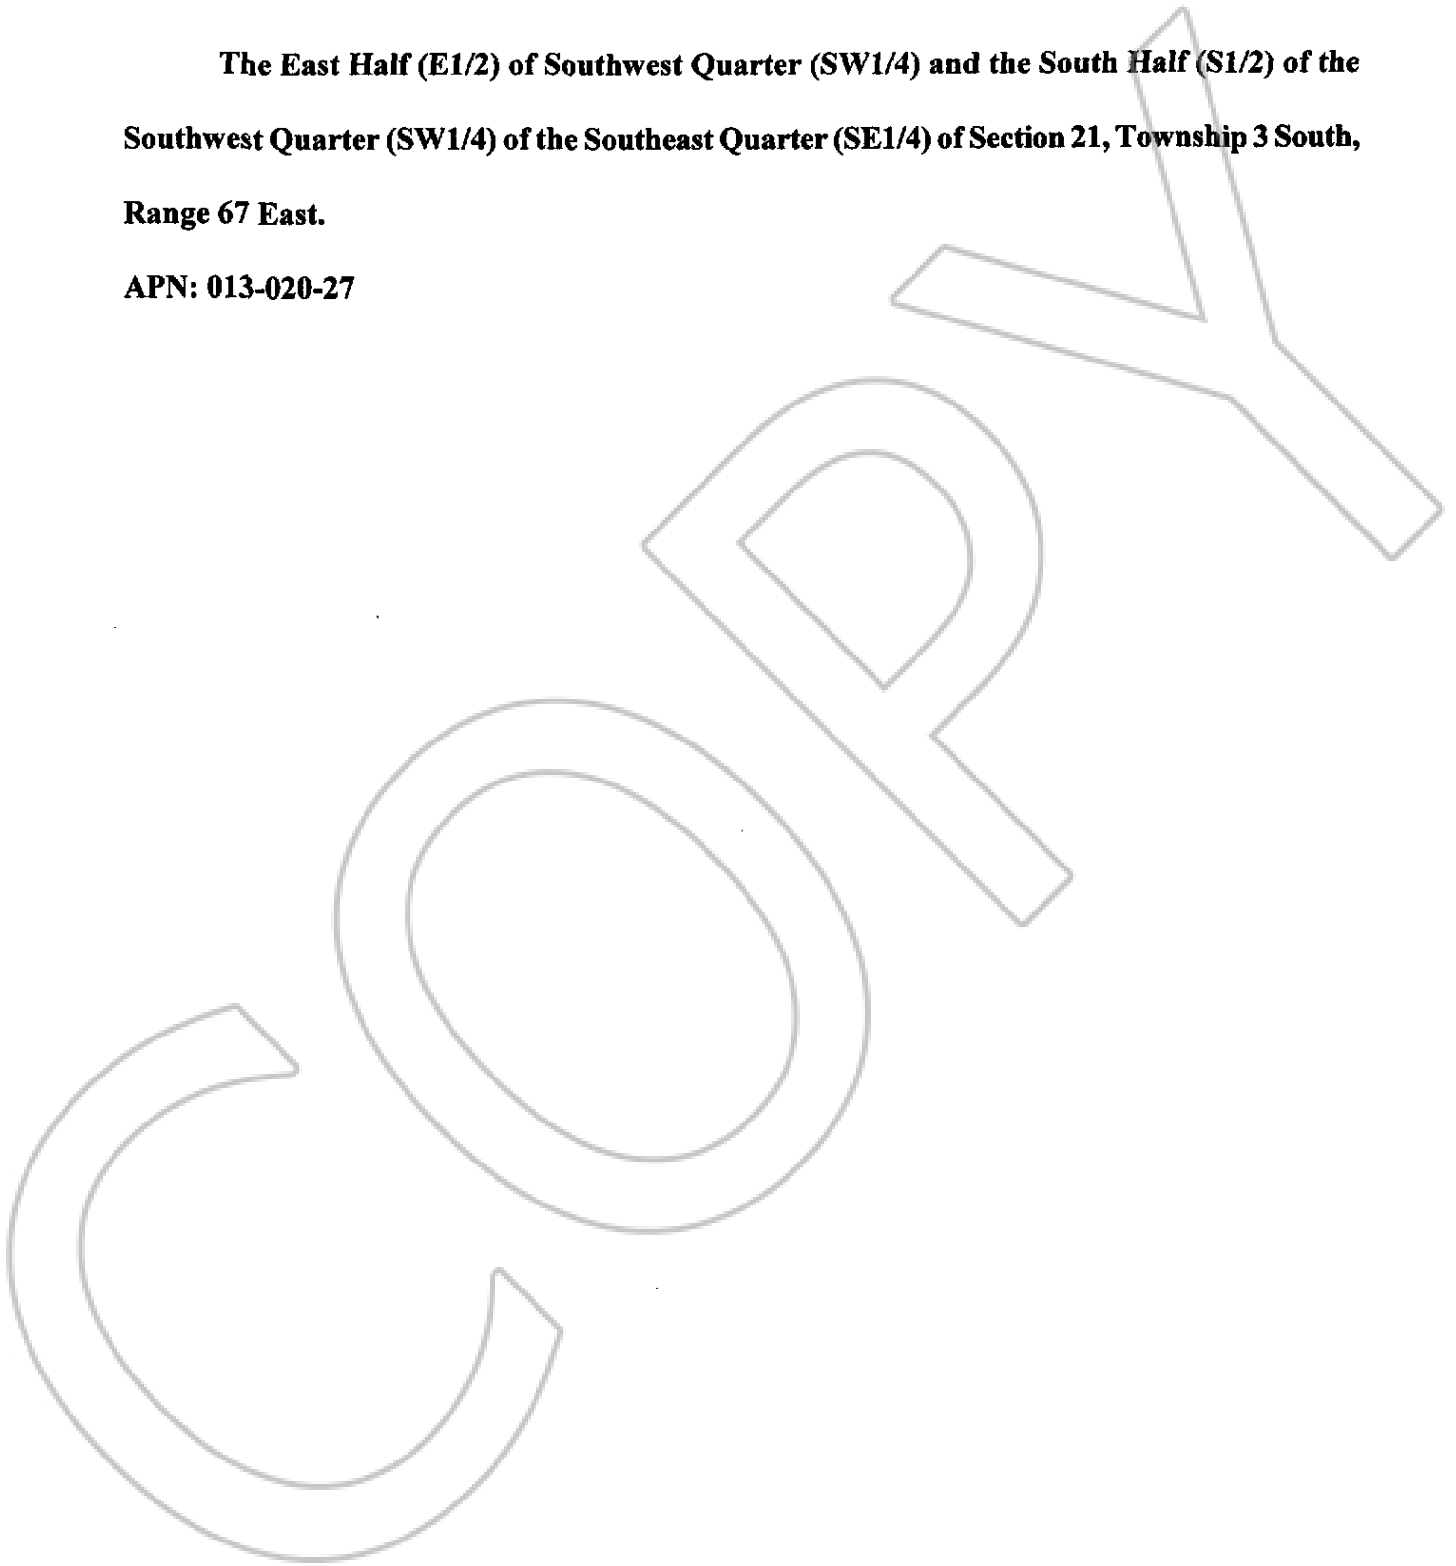 The East Half (E1/2) of Southwest Quarter (SW1/4) and the South Half (S1/2) of the
Southwest Quarter (SW1/4) of the Southeast Quarter (SE1/4) of Section 21, Township 3 South,
Range 67 East.
APN: 013-020-27
COPY